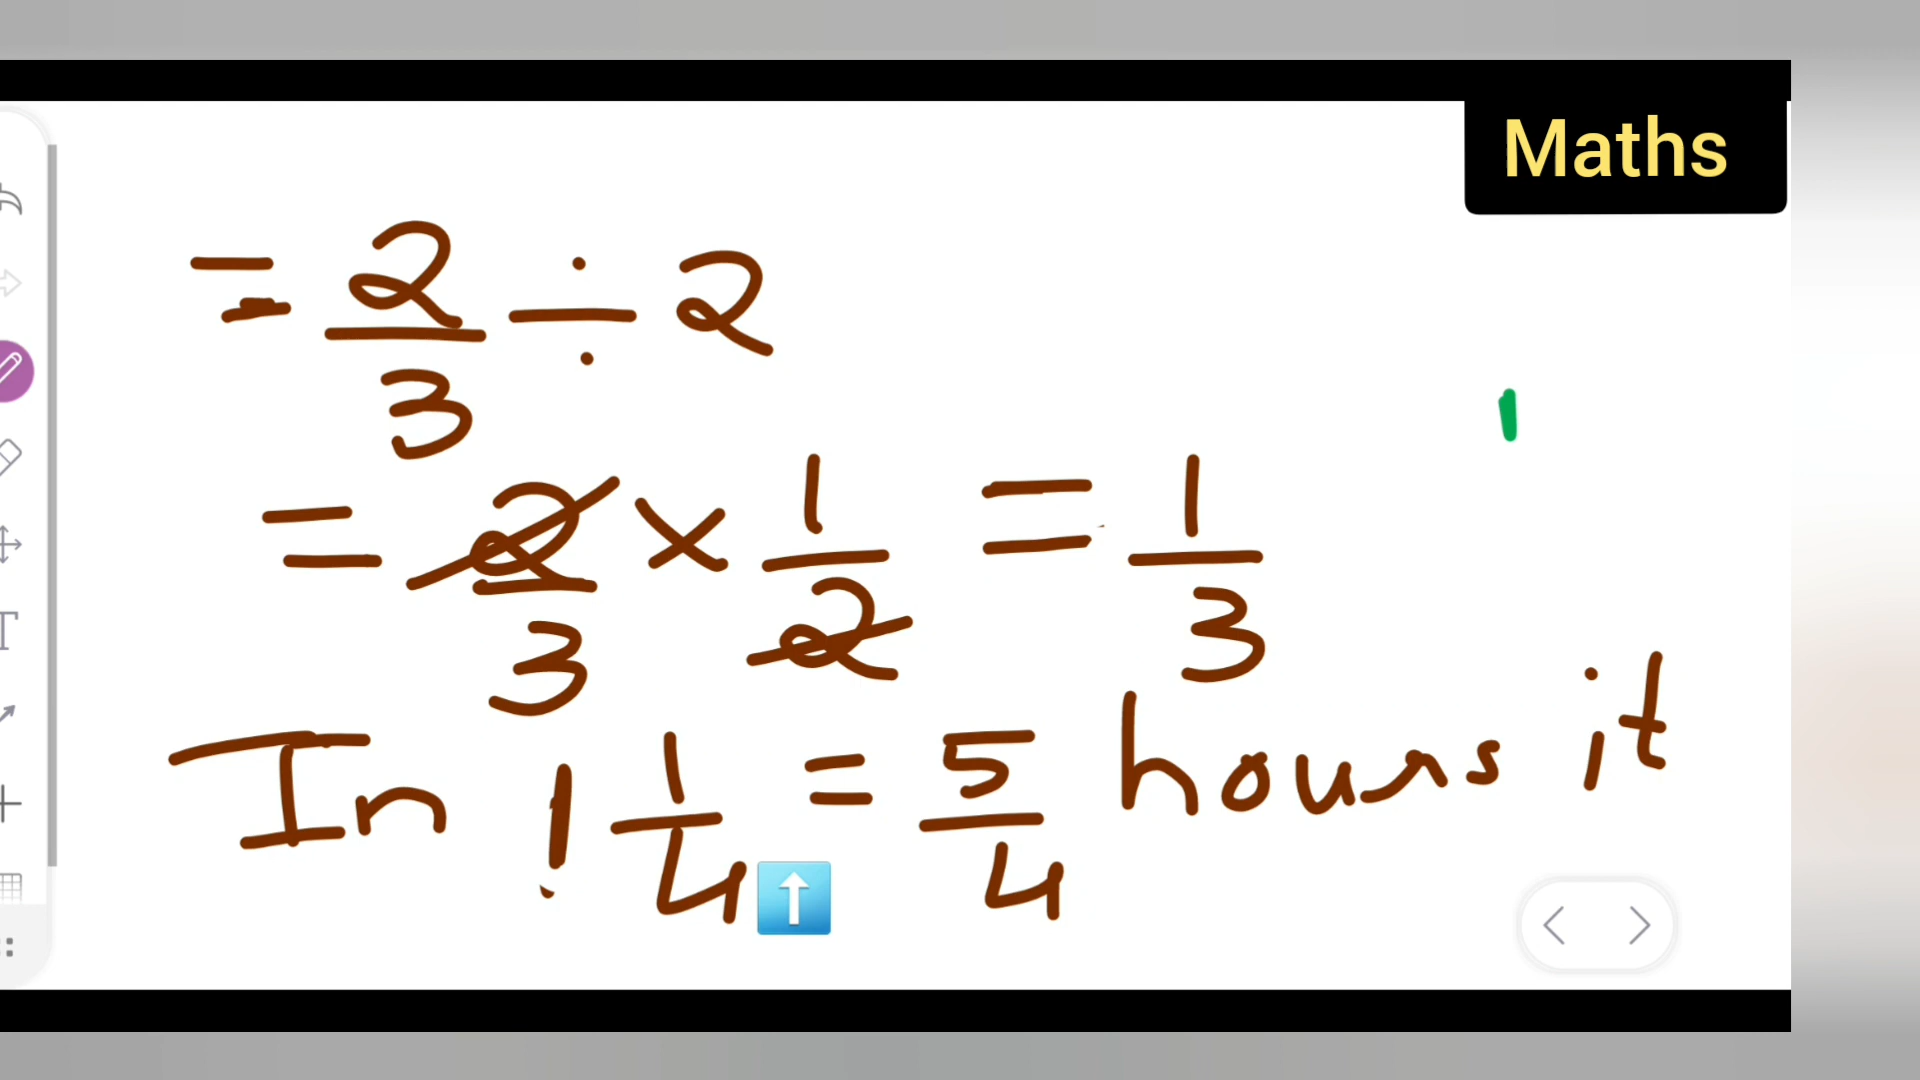 Maths
= 2/3 ÷ 2
= 2/3 × 1/2 = 1/3
In 1 1/4 = 5/4 hours it